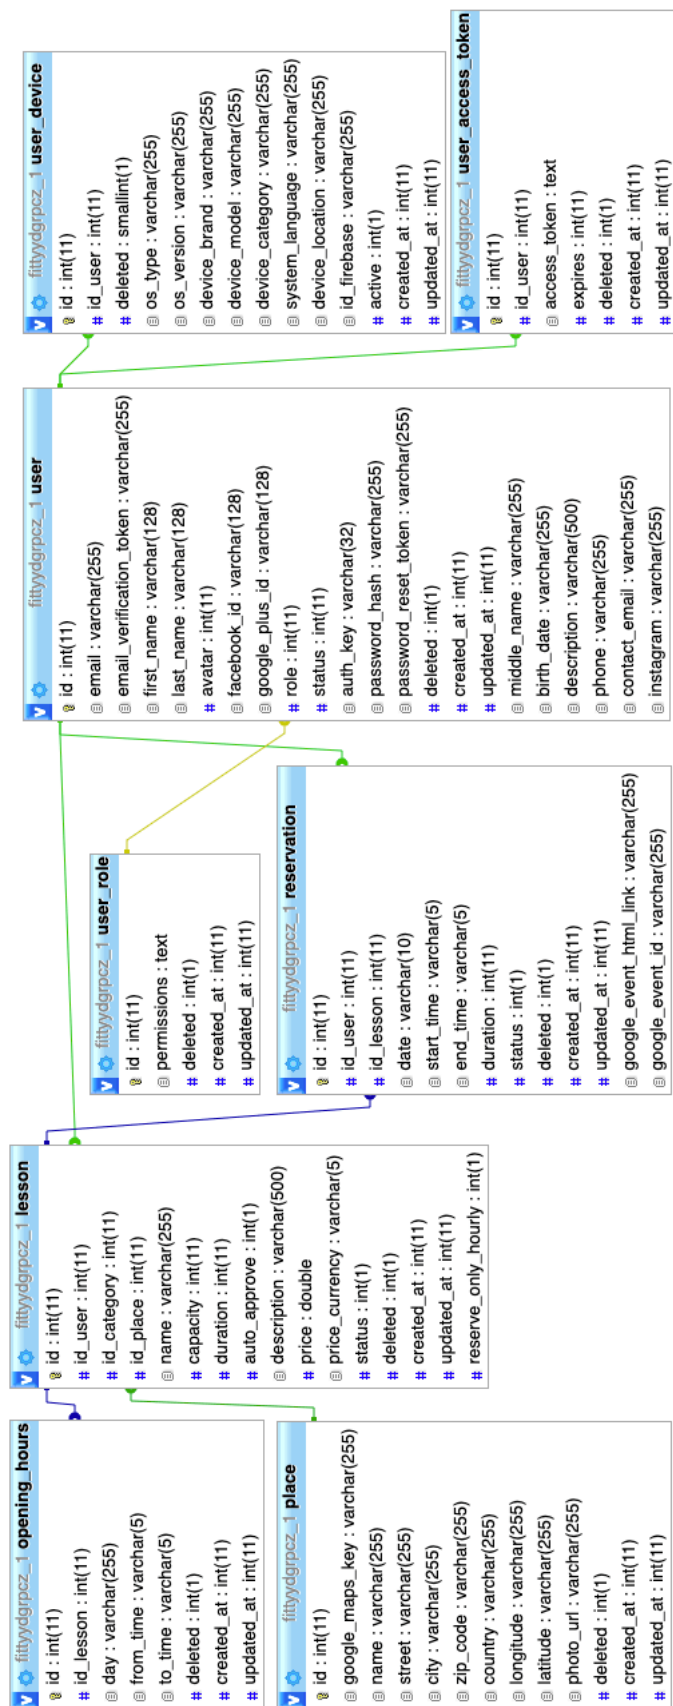 fittyydgrpcz_1 opening_hours
id : int(11)
id_lesson : int(11)
day : varchar(255)
from_time : varchar(5)
to_time : varchar(5)
deleted : int(1)
created_at : int(11)
updated_at : int(11)
fittyydgrpcz_1 place
id : int(11)
google_maps_key : varchar(255)
name : varchar(255)
street : varchar(255)
city : varchar(255)
zip_code : varchar(255)
country : varchar(255)
longitude : varchar(255)
latitude : varchar(255)
photo_url : varchar(255)
deleted : int(1)
created_at : int(11)
updated_at : int(11)
fittyydgrpcz_1 lesson
id : int(11)
id_user : int(11)
id_category : int(11)
id_place : int(11)
name : varchar(255)
capacity : int(11)
duration : int(11)
auto_approve : int(1)
description : varchar(500)
price : double
price_currency : varchar(5)
status : int(1)
deleted : int(1)
created_at : int(11)
updated_at : int(11)
reserve_only_hourly : int(1)
fittyydgrpcz_1 user_role
id : int(11)
permissions : text
deleted : int(1)
created_at : int(11)
updated_at : int(11)
fittyydgrpcz_1 reservation
id : int(11)
id_user : int(11)
id_lesson : int(11)
date : varchar(10)
start_time : varchar(5)
end_time : varchar(5)
duration : int(11)
status : int(1)
deleted : int(1)
created_at : int(11)
updated_at : int(11)
google_event_html_link : varchar(255)
google_event_id : varchar(255)
fittyydgrpcz_1 user
id : int(11)
email : varchar(255)
email_verification_token : varchar(255)
first_name : varchar(128)
last_name : varchar(128)
avatar : int(11)
facebook_id : varchar(128)
google_plus_id : varchar(128)
role : int(11)
status : int(11)
auth_key : varchar(32)
password_hash : varchar(255)
password_reset_token : varchar(255)
deleted : int(1)
created_at : int(11)
updated_at : int(11)
middle_name : varchar(255)
birth_date : varchar(255)
description : varchar(500)
phone : varchar(255)
contact_email : varchar(255)
instagram : varchar(255)
fittyydgrpcz_1 user_device
id : int(11)
id_user : int(11)
deleted : smallint(1)
os_type : varchar(255)
os_version : varchar(255)
device_brand : varchar(255)
device_model : varchar(255)
device_category : varchar(255)
system_language : varchar(255)
device_location : varchar(255)
id_firebase : varchar(255)
active : int(1)
created_at : int(11)
updated_at : int(11)
fittyydgrpcz_1 user_access_token
id : int(11)
id_user : int(11)
access_token : text
expires : int(11)
deleted : int(1)
created_at : int(11)
updated_at : int(11)